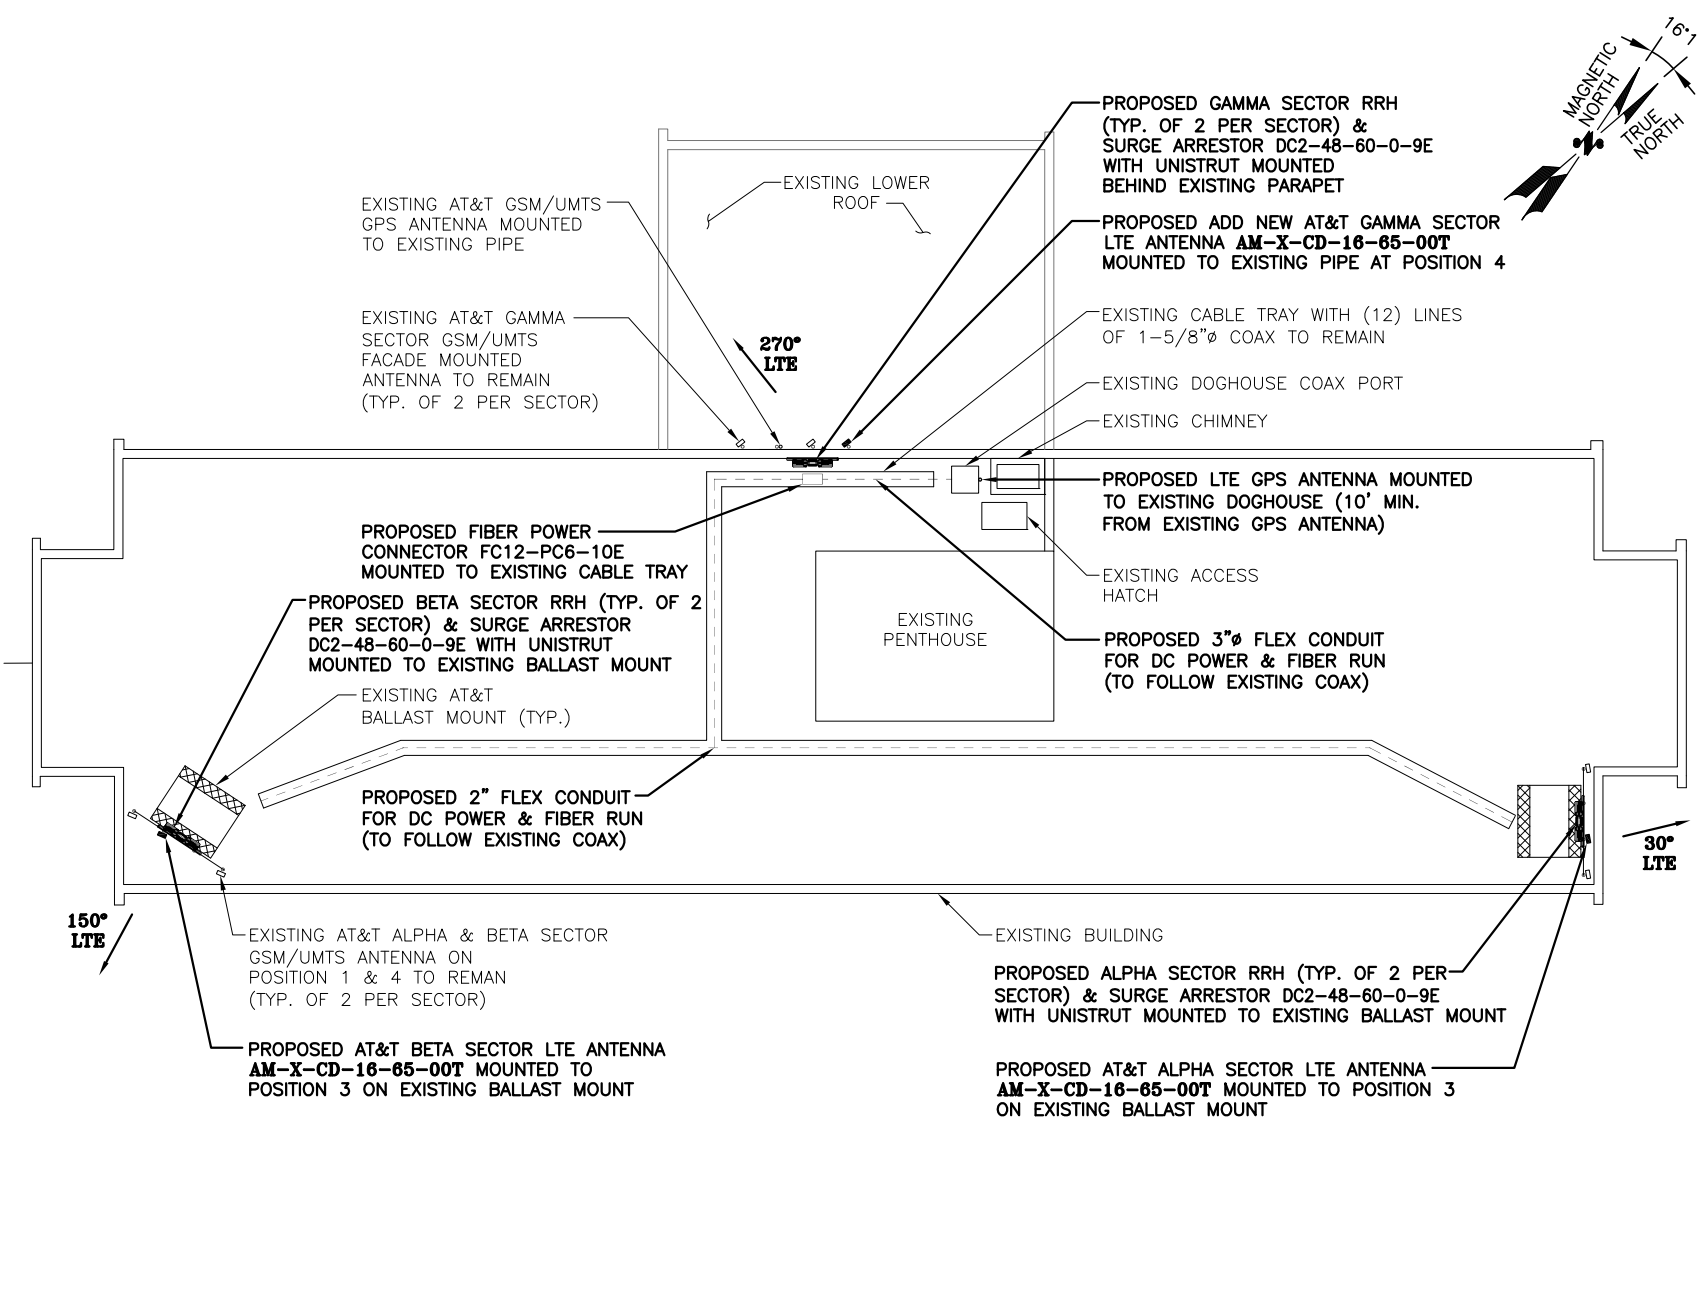 16°1
MAGNETIC
NORTH
TRUE
NORTH
PROPOSED GAMMA SECTOR RRH
(TYP. OF 2 PER SECTOR) &
SURGE ARRESTOR DC2-48-60-0-9E
WITH UNISTRUT MOUNTED
BEHIND EXISTING PARAPET
EXISTING LOWER
ROOF
EXISTING AT&T GSM/UMTS
GPS ANTENNA MOUNTED
TO EXISTING PIPE
PROPOSED ADD NEW AT&T GAMMA SECTOR
LTE ANTENNA AM-X-CD-16-65-00T
MOUNTED TO EXISTING PIPE AT POSITION 4
EXISTING AT&T GAMMA
SECTOR GSM/UMTS
FACADE MOUNTED
ANTENNA TO REMAIN
(TYP. OF 2 PER SECTOR)
270°
LTE
EXISTING CABLE TRAY WITH (12) LINES
OF 1-5/8"ø COAX TO REMAIN
EXISTING DOGHOUSE COAX PORT
EXISTING CHIMNEY
PROPOSED LTE GPS ANTENNA MOUNTED
TO EXISTING DOGHOUSE (10' MIN.
FROM EXISTING GPS ANTENNA)
PROPOSED FIBER POWER
CONNECTOR FC12-PC6-10E
MOUNTED TO EXISTING CABLE TRAY
EXISTING ACCESS
HATCH
PROPOSED BETA SECTOR RRH (TYP. OF 2
PER SECTOR) & SURGE ARRESTOR
DC2-48-60-0-9E WITH UNISTRUT
MOUNTED TO EXISTING BALLAST MOUNT
EXISTING
PENTHOUSE
PROPOSED 3"ø FLEX CONDUIT
FOR DC POWER & FIBER RUN
(TO FOLLOW EXISTING COAX)
EXISTING AT&T
BALLAST MOUNT (TYP.)
PROPOSED 2" FLEX CONDUIT
FOR DC POWER & FIBER RUN
(TO FOLLOW EXISTING COAX)
30°
LTE
150°
LTE
EXISTING AT&T ALPHA & BETA SECTOR
GSM/UMTS ANTENNA ON
POSITION 1 & 4 TO REMAN
(TYP. OF 2 PER SECTOR)
EXISTING BUILDING
PROPOSED ALPHA SECTOR RRH (TYP. OF 2 PER
SECTOR) & SURGE ARRESTOR DC2-48-60-0-9E
WITH UNISTRUT MOUNTED TO EXISTING BALLAST MOUNT
PROPOSED AT&T BETA SECTOR LTE ANTENNA
AM-X-CD-16-65-00T MOUNTED TO
POSITION 3 ON EXISTING BALLAST MOUNT
PROPOSED AT&T ALPHA SECTOR LTE ANTENNA
AM-X-CD-16-65-00T MOUNTED TO POSITION 3
ON EXISTING BALLAST MOUNT